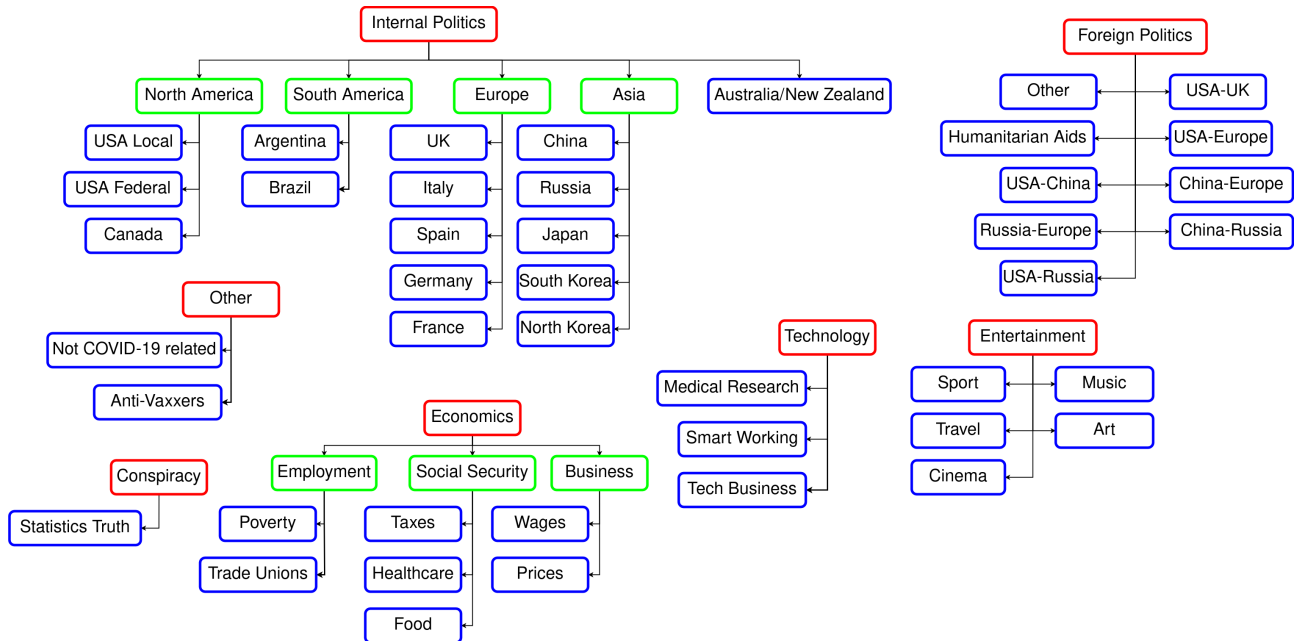 Internal Politics
North America
South America
Europe
Asia
Australia/New Zealand
USA Local
USA Federal
Canada
Argentina
Brazil
UK
Italy
Spain
Germany
France
China
Russia
Japan
South Korea
North Korea
Foreign Politics
Other
USA-UK
Humanitarian Aids
USA-Europe
USA-China
China-Europe
Russia-Europe
China-Russia
USA-Russia
Other
Not COVID-19 related
Anti-Vaxxers
Technology
Medical Research
Smart Working
Tech Business
Entertainment
Sport
Music
Travel
Art
Cinema
Economics
Employment
Social Security
Business
Poverty
Trade Unions
Taxes
Healthcare
Food
Wages
Prices
Conspiracy
Statistics Truth